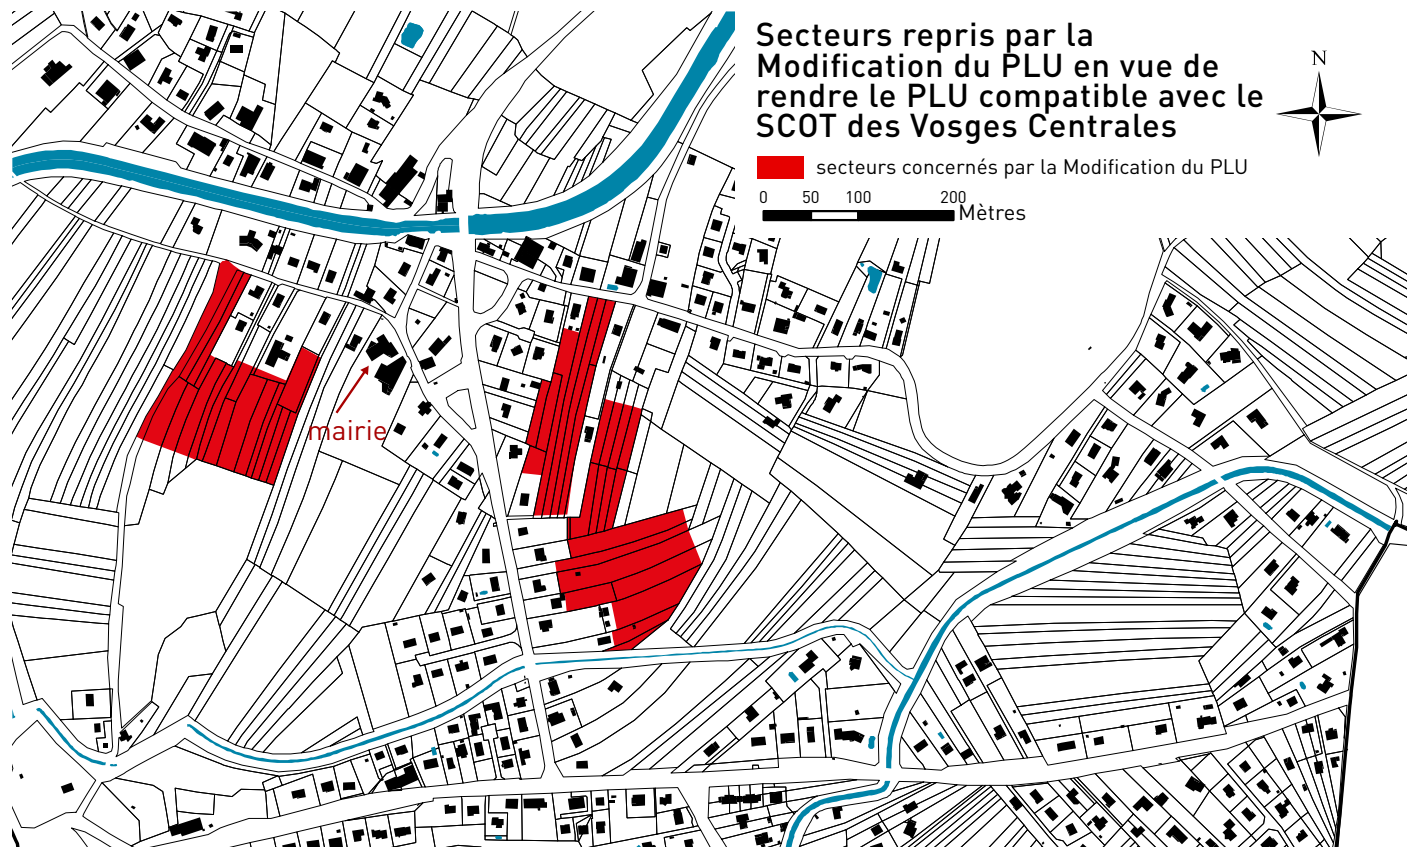 Secteurs repris par la
Modification du PLU en vue de
rendre le PLU compatible avec le
SCOT des Vosges Centrales
N
secteurs concernés par la Modification du PLU
0 50 100 200
Mètres
mairie